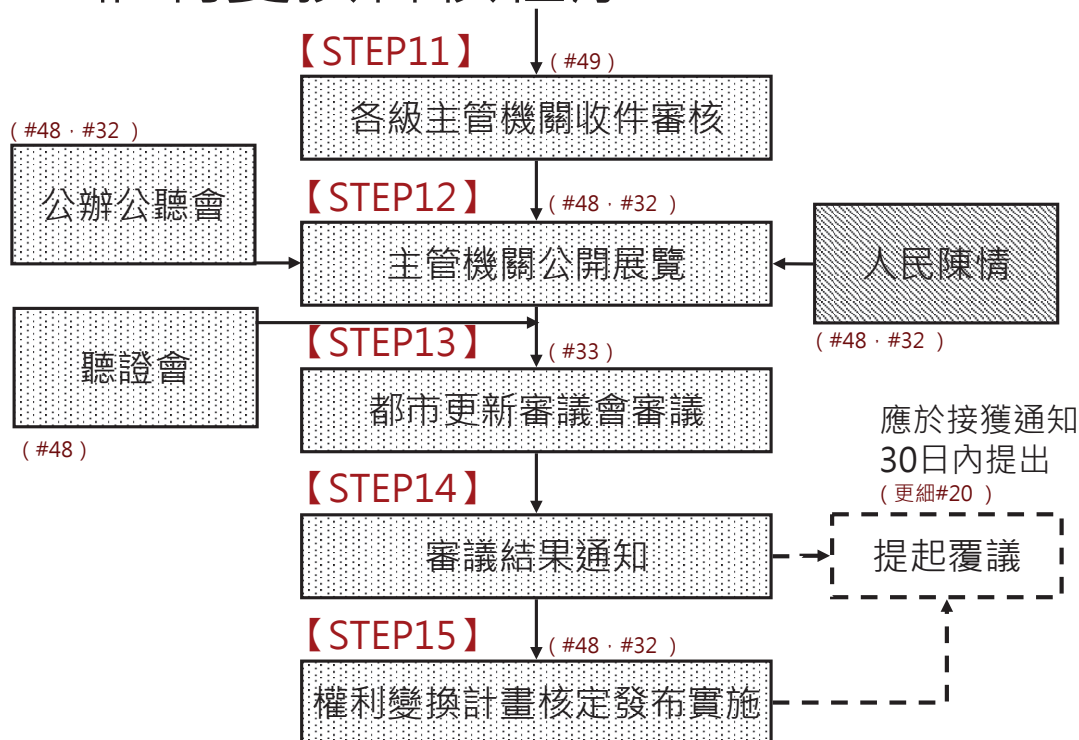 【STEP11】
(#49)
各級主管機關收件審核
(#48．#32)
公辦公聽會
【STEP12】
(#48．#32)
主管機關公開展覽
人民陳情
(#48．#32)
聽證會
(#48)
【STEP13】
(#33)
都市更新審議會審議
應於接獲通知
30日內提出
(更細#20)
【STEP14】
審議結果通知
提起覆議
【STEP15】
(#48．#32)
權利變換計畫核定發布實施